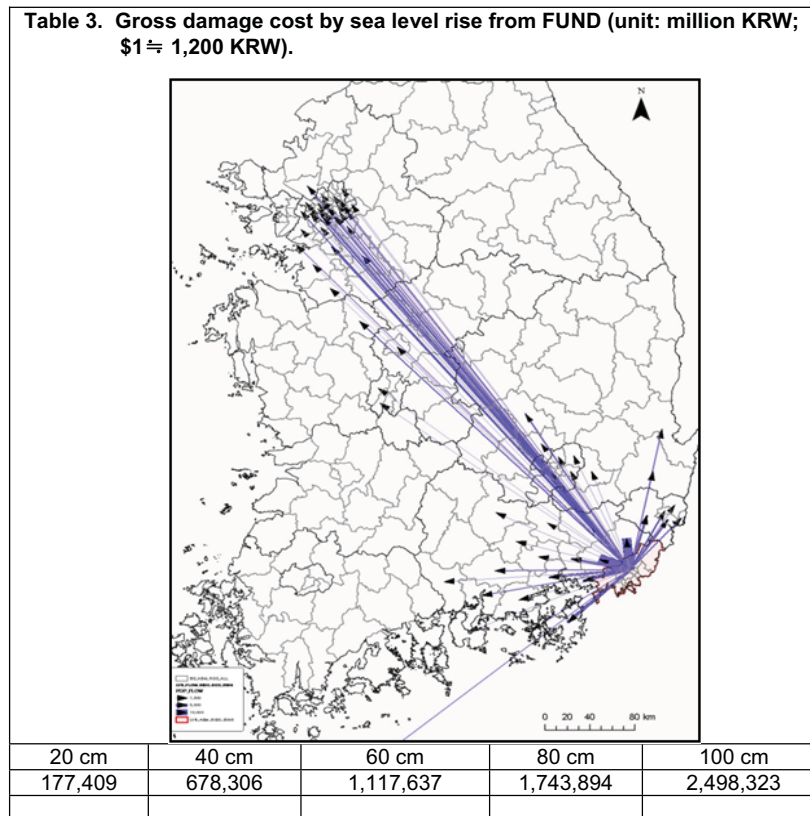 Table 3. Gross damage cost by sea level rise from FUND (unit: million KRW;
$1≒ 1,200 KRW).
N
0 20 40 80 km
20 cm 40 cm 60 cm 80 cm 100 cm
177,409 678,306 1,117,637 1,743,894 2,498,323